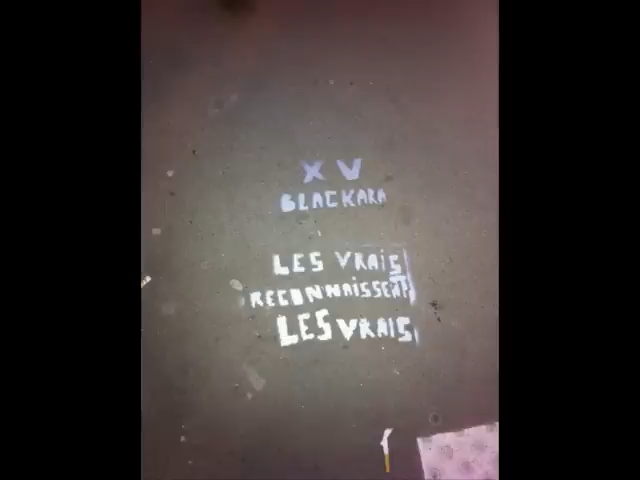 XV
BLACKARA
LES VRAIS
RECONNAISSENT
LES VRAIS